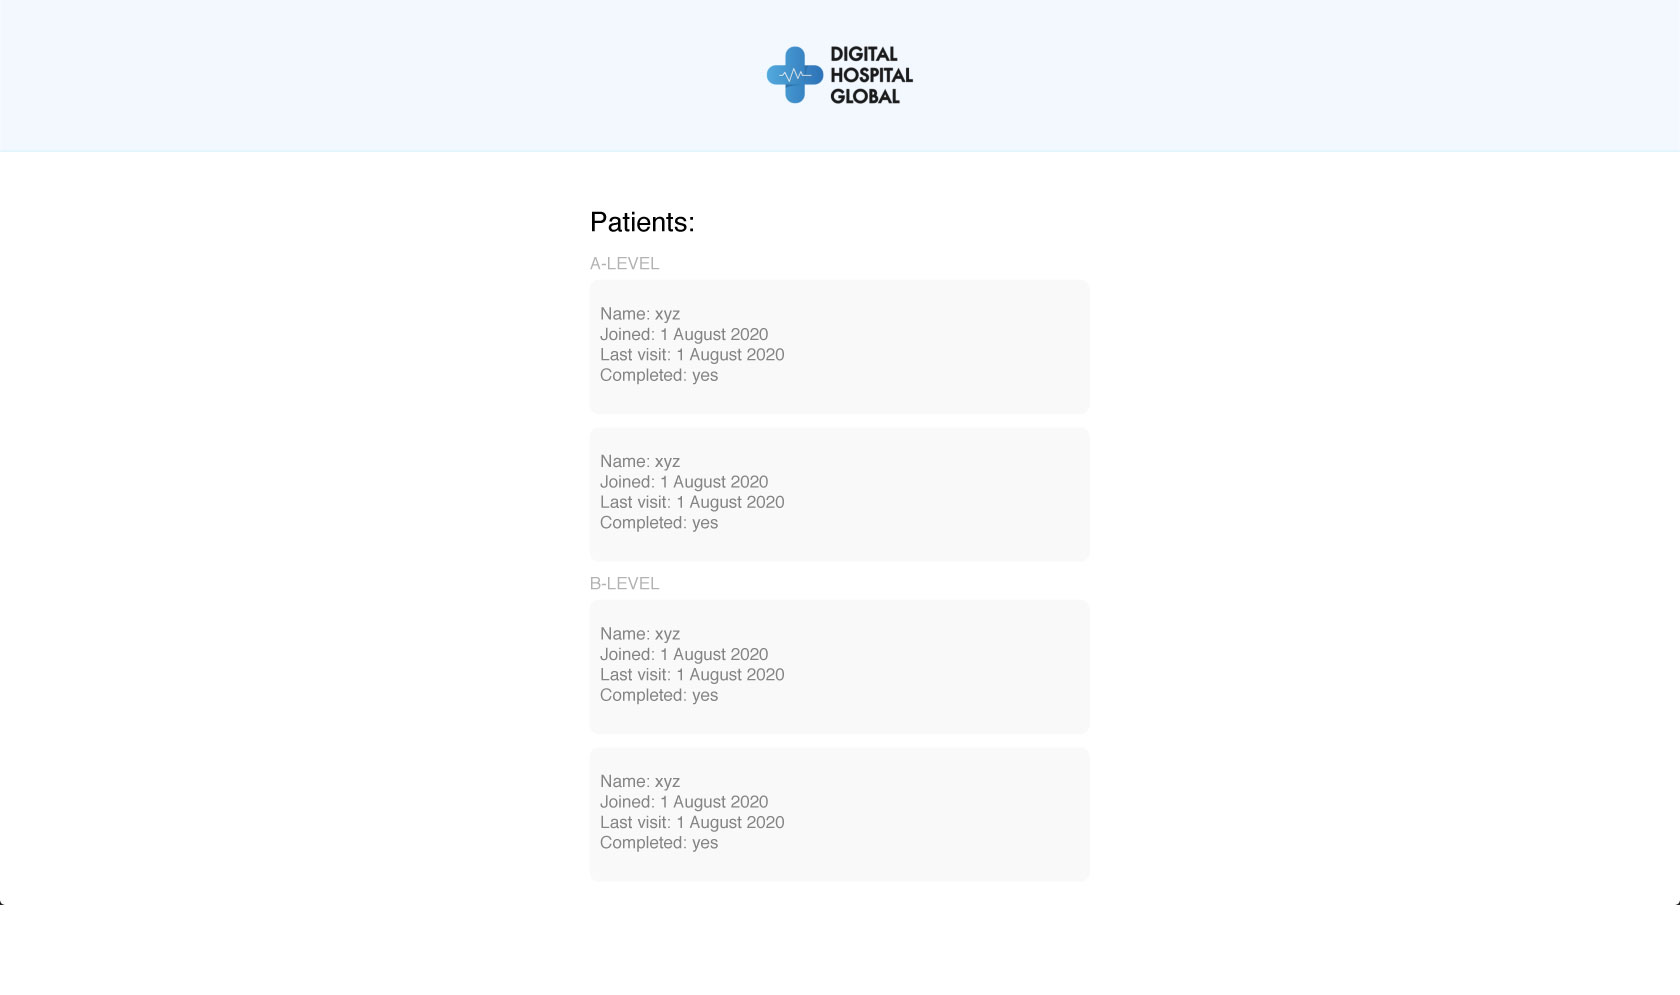 DIGITAL
HOSPITAL
GLOBAL
Patients:
A-LEVEL
Name: xyz
Joined: 1 August 2020
Last visit: 1 August 2020
Completed: yes
Name: xyz
Joined: 1 August 2020
Last visit: 1 August 2020
Completed: yes
B-LEVEL
Name: xyz
Joined: 1 August 2020
Last visit: 1 August 2020
Completed: yes
Name: xyz
Joined: 1 August 2020
Last visit: 1 August 2020
Completed: yes